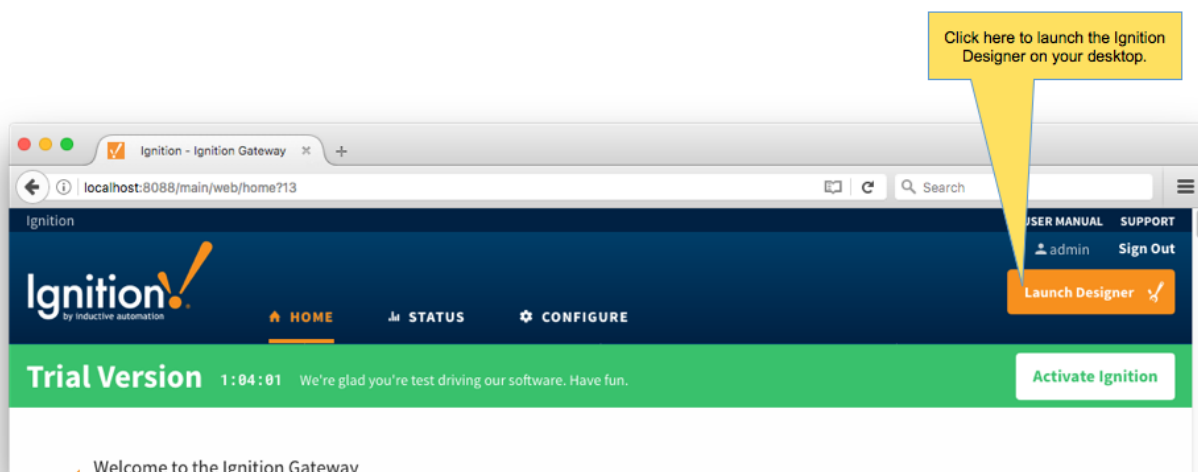 Click here to launch the Ignition
Designer on your desktop.
Ignition - Ignition Gateway
localhost:8088/main/web/home?13
Search
Ignition
USER MANUAL SUPPORT
admin Sign Out
Ignition!
by inductive automation
Launch Designer
HOME STATUS CONFIGURE
Trial Version 1:04:01 We're glad you're test driving our software. Have fun.
Activate Ignition
Welcome to the Ignition Gateway